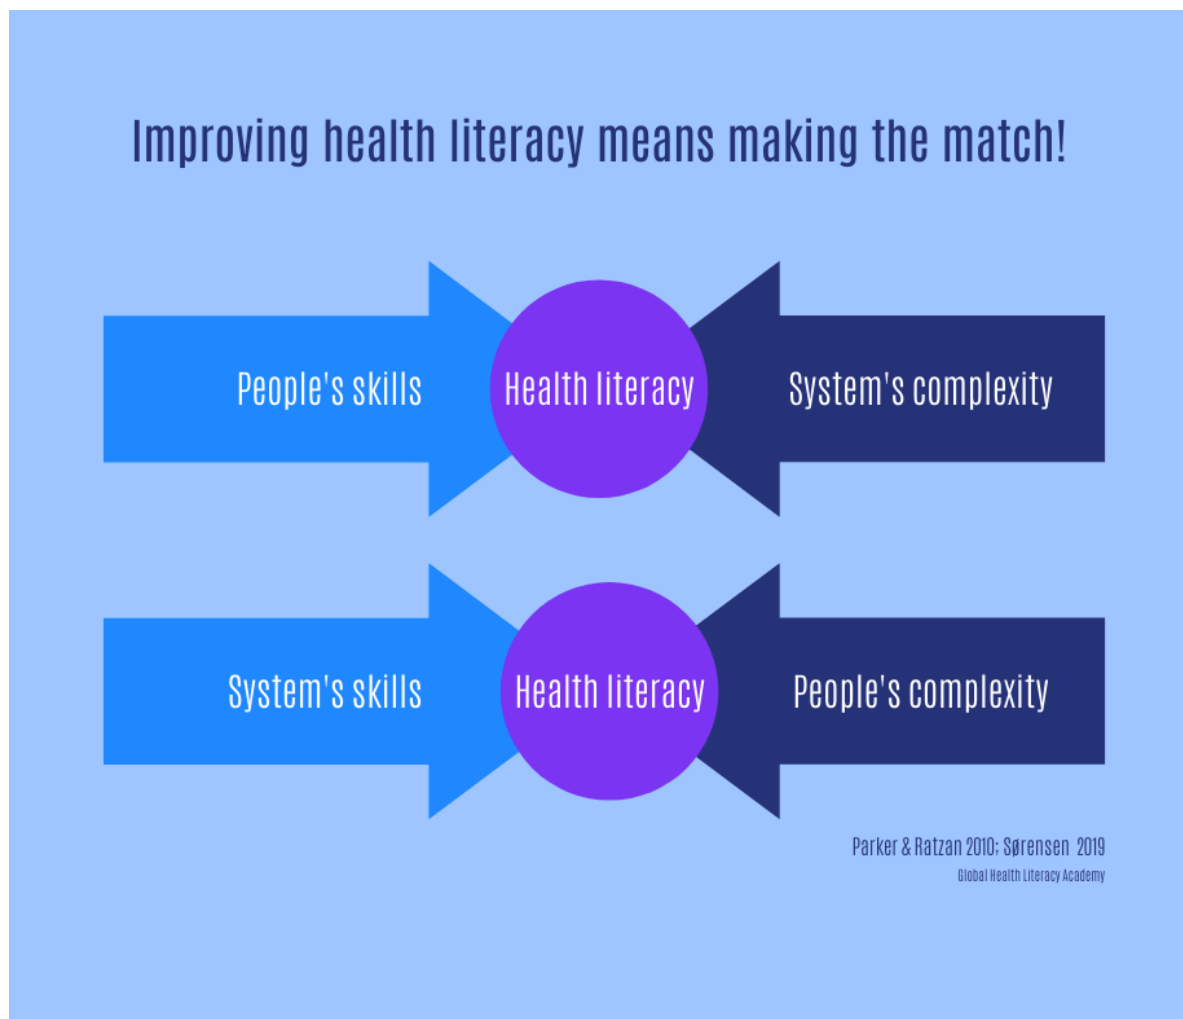 Improving health literacy means making the match!
People's skills
Health literacy
System's complexity
System's skills
Health literacy
People's complexity
Parker & Ratzan 2010; Sørensen 2019
Global Health Literacy Academy